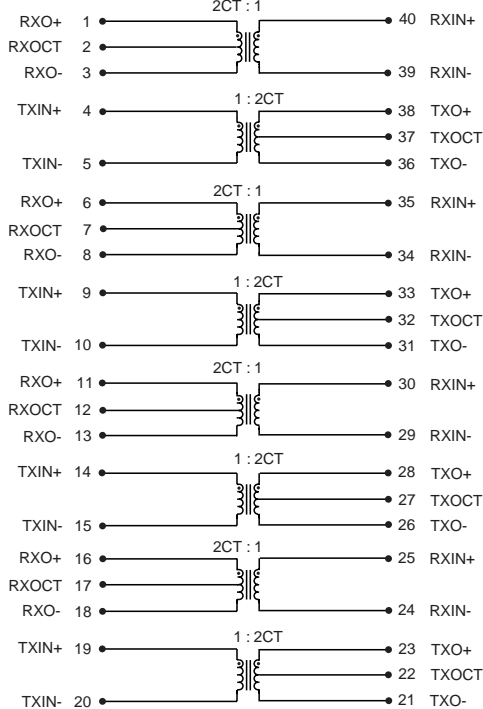 2CT : 1
RXO+ 1 40 RXIN+
RXOCT 2
RXO- 3 39 RXIN-
1 : 2CT
TXIN+ 4 38 TXO+
37 TXOCT
TXIN- 5 36 TXO-
2CT : 1
RXO+ 6 35 RXIN+
RXOCT 7
RXO- 8 34 RXIN-
1 : 2CT
TXIN+ 9 33 TXO+
32 TXOCT
TXIN- 10 31 TXO-
2CT : 1
RXO+ 11 30 RXIN+
RXOCT 12
RXO- 13 29 RXIN-
1 : 2CT
TXIN+ 14 28 TXO+
27 TXOCT
TXIN- 15 26 TXO-
2CT : 1
RXO+ 16 25 RXIN+
RXOCT 17
RXO- 18 24 RXIN-
1 : 2CT
TXIN+ 19 23 TXO+
22 TXOCT
TXIN- 20 21 TXO-